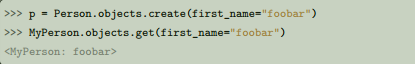 >>> p = Person.objects.create(first_name="foobar")
>>> MyPerson.objects.get(first_name="foobar")
<MyPerson: foobar>